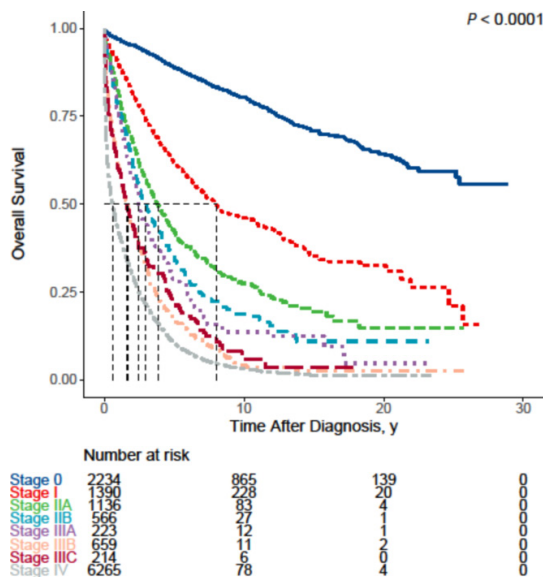 P < 0.0001
1.00
0.75
0.50
0.25
0.00
Overall Survival
0 10 20 30
Time After Diagnosis, y
Number at risk
Stage 0 2234 865 139 0
Stage I 1390 228 20 0
Stage IIA 1136 83 4 0
Stage IIB 566 27 1 0
Stage IIIA 223 12 1 0
Stage IIIB 659 11 2 0
Stage IIIC 214 6 0 0
Stage IV 6265 78 4 0